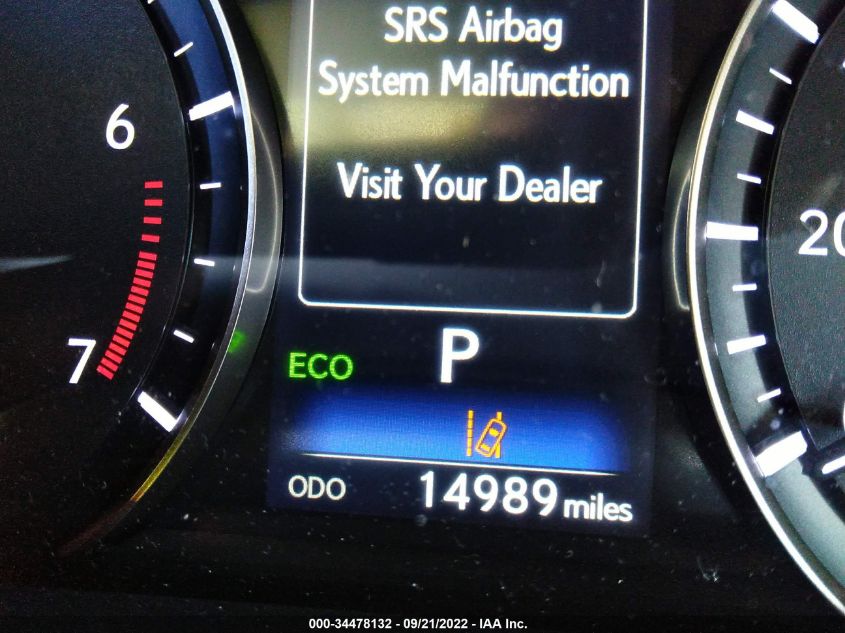 SRS Airbag
System Malfunction
Visit Your Dealer
6
7
20
ECO
P
ODO 14989 miles
000-34478132 - 09/21/2022 - IAA Inc.